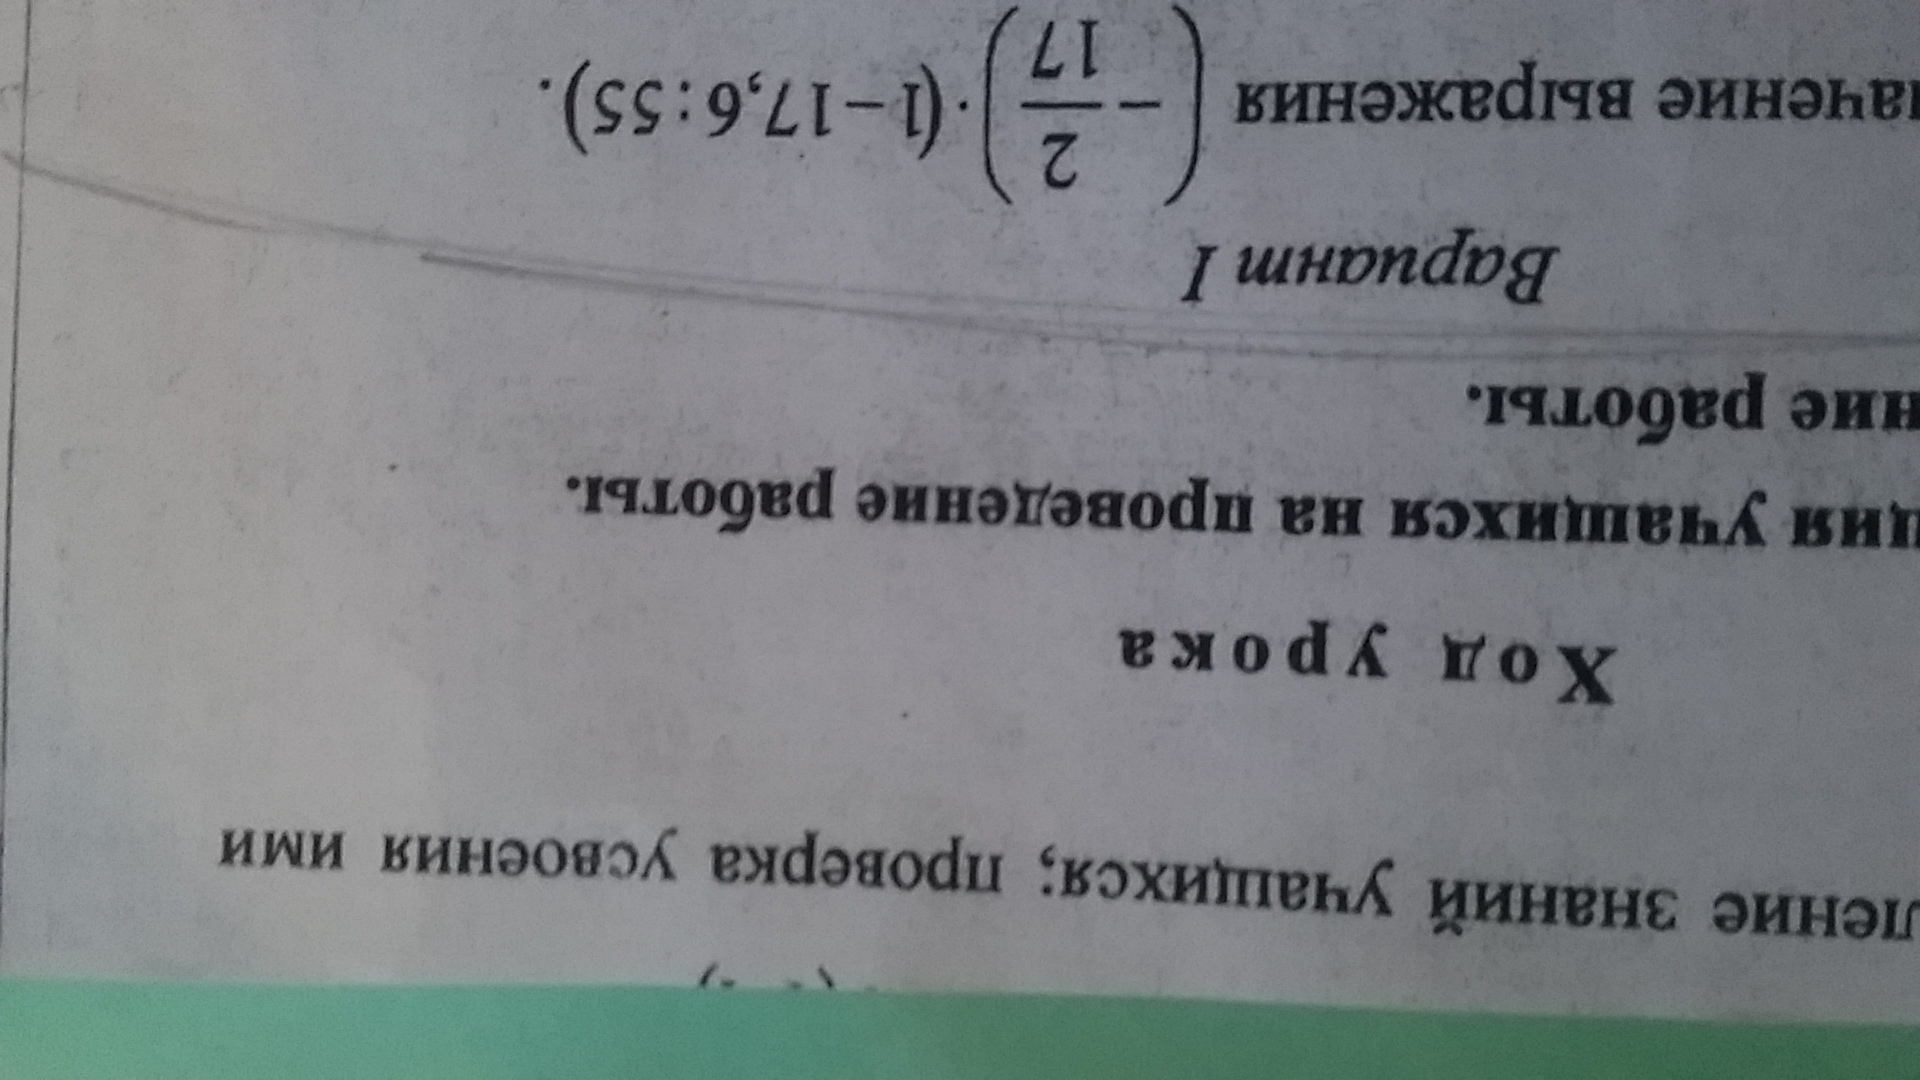 ление знаний учащихся; проверка усвоения ими
Ход урока
ция учащихся на проведение работы.
ние работы.
Вариант I
ачение выражения (−2/17)·(1−17,6:55).